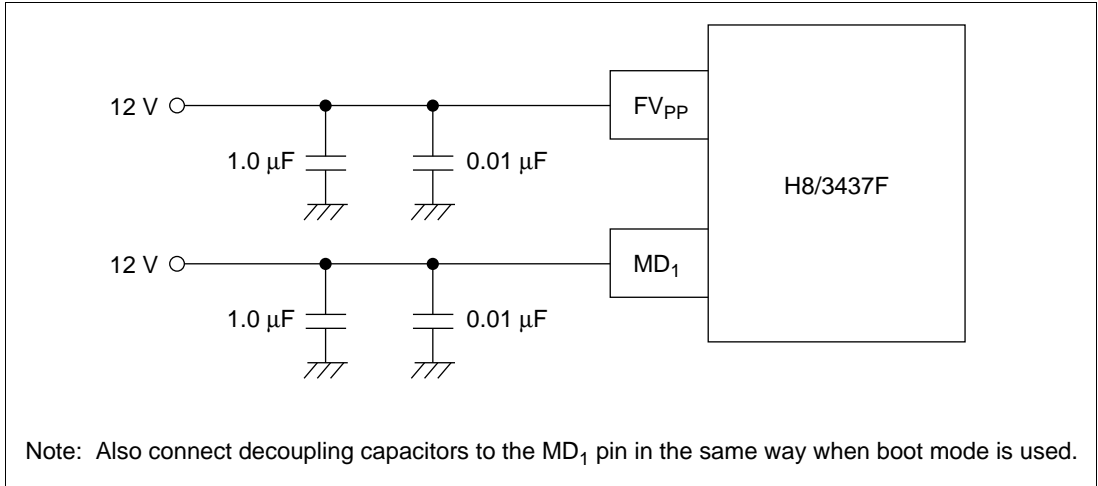 12 V
FVPP
1.0 μF
0.01 μF
H8/3437F
12 V
MD1
1.0 μF
0.01 μF
Note: Also connect decoupling capacitors to the MD1 pin in the same way when boot mode is used.